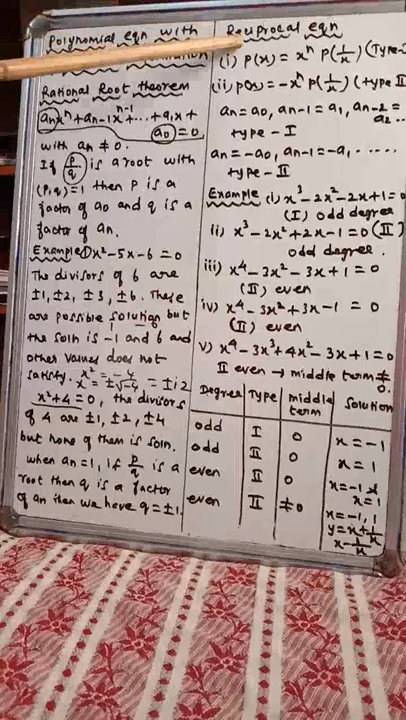 Polynomial eqn with
Rational Root theorem
anxⁿ + an-1xⁿ⁻¹ + ... + a1x +
a0 = 0
with an ≠ 0.
If p/q is a root with
(p,q)=1 then P is a
factor of a0 and q is a
factor of an.
Example ① x² - 5x - 6 = 0
The divisors of 6 are
±1, ±2, ±3, ±6. These
are possible solution but
the soln is -1 and 6 and
other values does not
satisfy. x² = -4
x = ±√-4 = ±i2
x² + 4 = 0, the divisors
of 4 are ±1, ±2, ±4
but none of them is soln.
when an = 1, if p/q is a
root then q is a factor
of an then we have q = ±1.
Reciprocal eqn
(i) P(x) = xⁿ P(1/x) (Type-I
(ii) P(x) = -xⁿ P(1/x) (type II
an = a0, an-1 = a1, an-2 =
a2..
type - I
an = -a0, an-1 = -a1 .....
type - II
Example (i) x³ - 2x² - 2x + 1 = 0
(I) odd degree
ii) x³ - 2x² + 2x - 1 = 0 (II)
odd degree.
iii) x⁴ - 3x² - 3x + 1 = 0
(II) even
iv) x⁴ - 3x² + 3x - 1 = 0
(II) even
v) x⁴ - 3x³ + 4x² - 3x + 1 = 0
II even → middle term ≠
0.
Degree Type middle term Solution
odd I 0 x = -1
odd II 0 x = 1
even II 0 x = -1 x = 1
even II ≠0 x = -1, 1
y = x + 1/x
x - 1/x